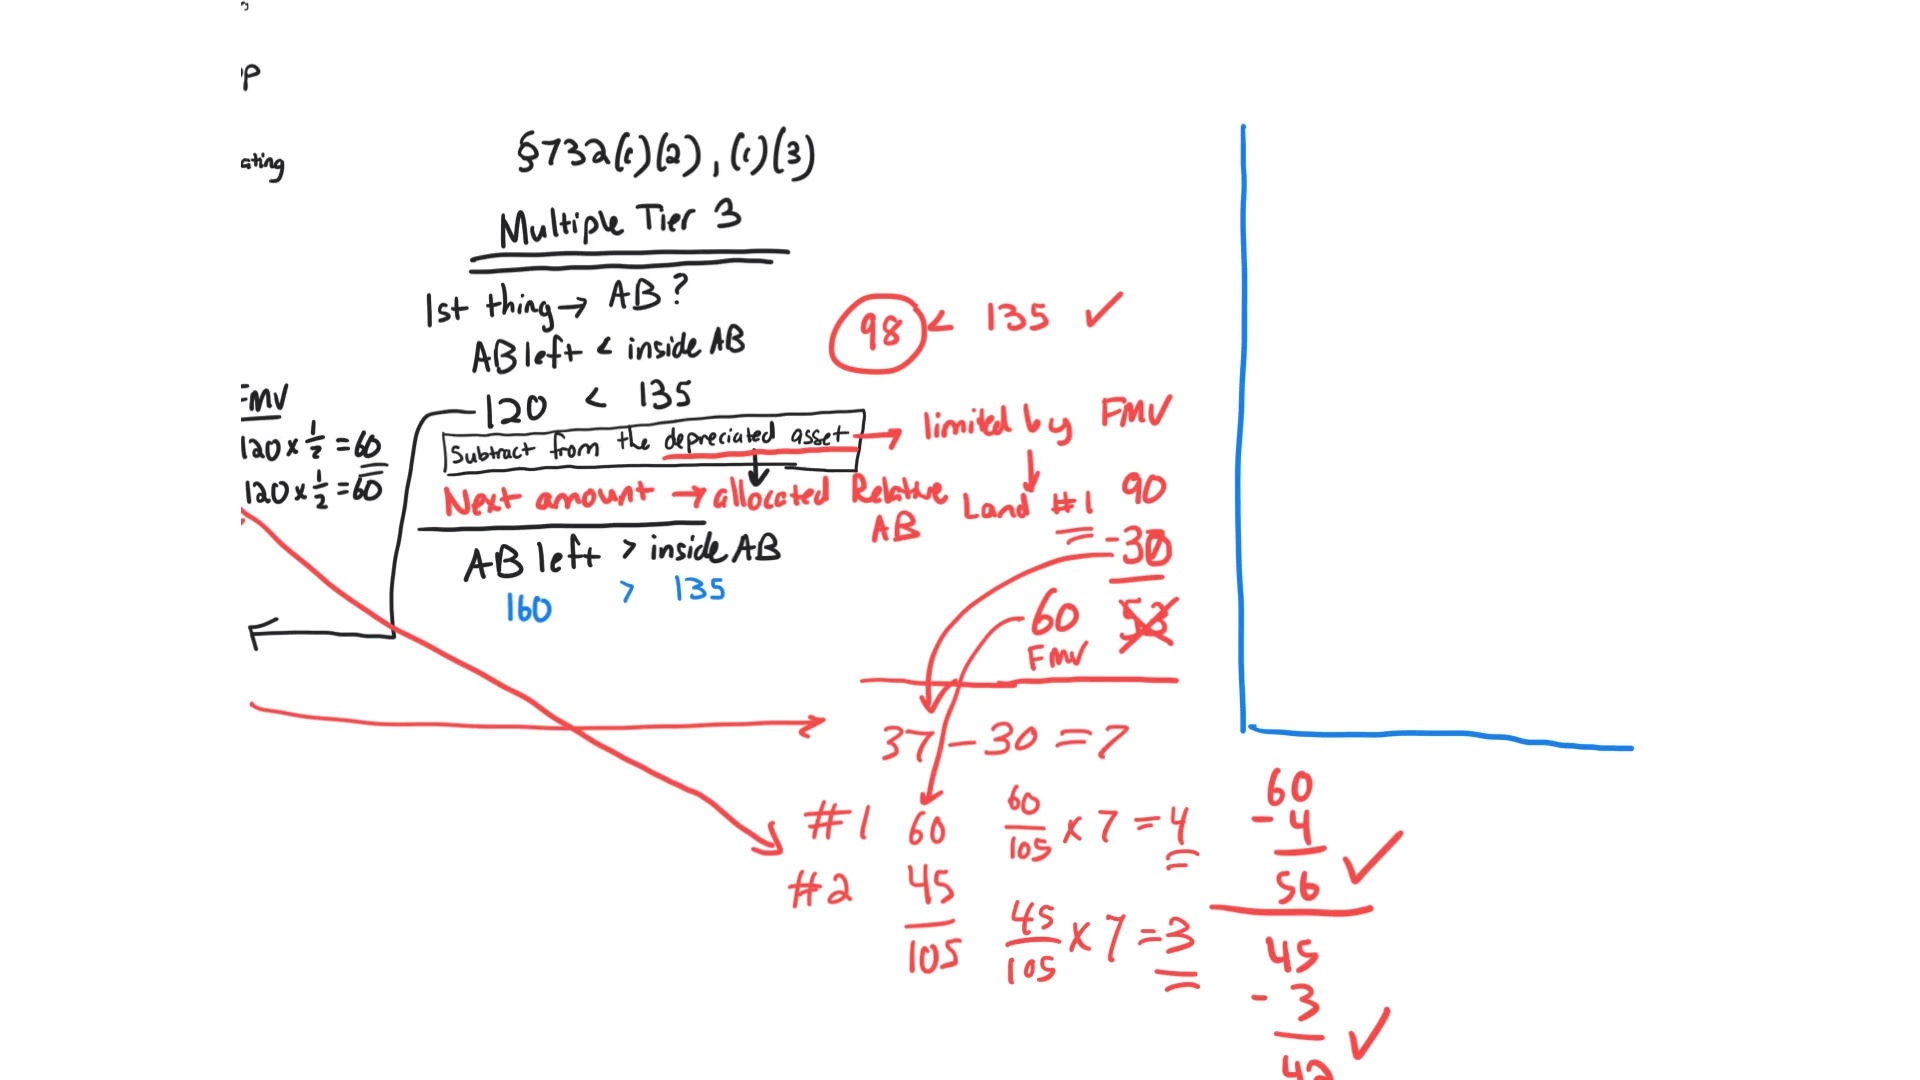 P
ating
§732(c)(2), (c)(3)
Multiple Tier 3
1st thing → AB?
AB left < inside AB
120 < 135
Subtract from the depreciated asset → limited by FMV
Next amount → allocated Relative AB
AB left > inside AB
160 > 135
FMV
120 x 1/2 = 60
120 x 1/2 = 60
98 < 135 ✓
Land #1 90
-30
60 53
FMV
37 - 30 = 7
#1 60 60/105 x 7 = 4
#2 45 45/105 x 7 = 3
105
60
- 4
56 ✓
45
- 3
42 ✓